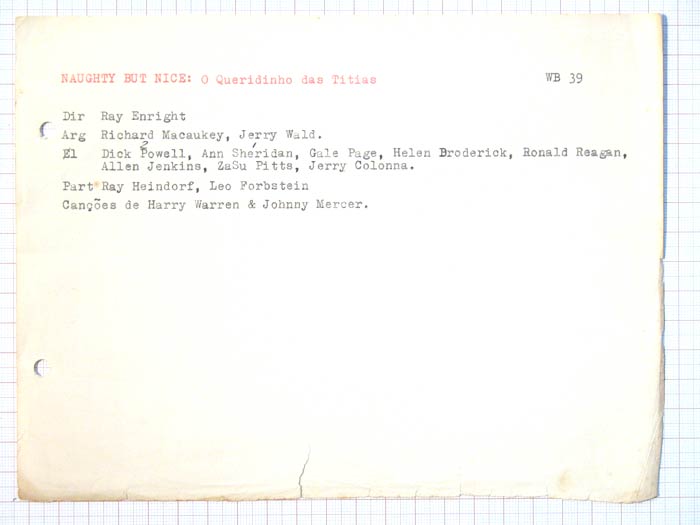 NAUGHTY BUT NICE: O Queridinho das Titias WB 39
Dir Ray Enright
Arg Richard Macaukey, Jerry Wald.
El Dick Powell, Ann Sheridan, Gale Page, Helen Broderick, Ronald Reagan,
Allen Jenkins, ZaSu Pitts, Jerry Colonna.
Part Ray Heindorf, Leo Forbstein
Canções de Harry Warren & Johnny Mercer.